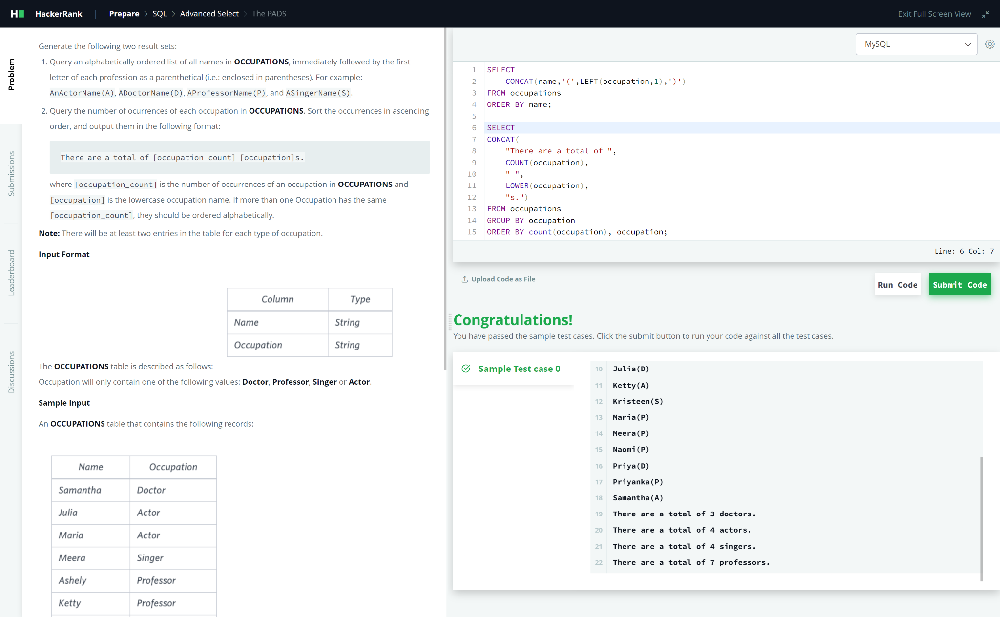 HackerRank | Prepare > SQL > Advanced Select > The PADS
Exit Full Screen View
Problem
Submissions
Leaderboard
Discussions
Generate the following two result sets:
1. Query an alphabetically ordered list of all names in OCCUPATIONS, immediately followed by the first
letter of each profession as a parenthetical (i.e.: enclosed in parentheses). For example:
AnActorName(A), ADoctorName(D), AProfessorName(P), and ASingerName(S).
2. Query the number of ocurrences of each occupation in OCCUPATIONS. Sort the occurrences in ascending
order, and output them in the following format:
There are a total of [occupation_count] [occupation]s.
where [occupation_count] is the number of occurrences of an occupation in OCCUPATIONS and
[occupation] is the lowercase occupation name. If more than one Occupation has the same
[occupation_count], they should be ordered alphabetically.
Note: There will be at least two entries in the table for each type of occupation.
Input Format
Column Type
Name String
Occupation String
The OCCUPATIONS table is described as follows:
Occupation will only contain one of the following values: Doctor, Professor, Singer or Actor.
Sample Input
An OCCUPATIONS table that contains the following records:
Name Occupation
Samantha Doctor
Julia Actor
Maria Actor
Meera Singer
Ashely Professor
Ketty Professor
MySQL
1 SELECT
2 CONCAT(name,'(',LEFT(occupation,1),')')
3 FROM occupations
4 ORDER BY name;
5
6 SELECT
7 CONCAT(
8 "There are a total of ",
9 COUNT(occupation),
10 " ",
11 LOWER(occupation),
12 "s.")
13 FROM occupations
14 GROUP BY occupation
15 ORDER BY count(occupation), occupation;
Line: 6 Col: 7
Upload Code as File
Run Code
Submit Code
Congratulations!
You have passed the sample test cases. Click the submit button to run your code against all the test cases.
Sample Test case 0
10 Julia(D)
11 Ketty(A)
12 Kristeen(S)
13 Maria(P)
14 Meera(P)
15 Naomi(P)
16 Priya(D)
17 Priyanka(P)
18 Samantha(A)
19 There are a total of 3 doctors.
20 There are a total of 4 actors.
21 There are a total of 4 singers.
22 There are a total of 7 professors.